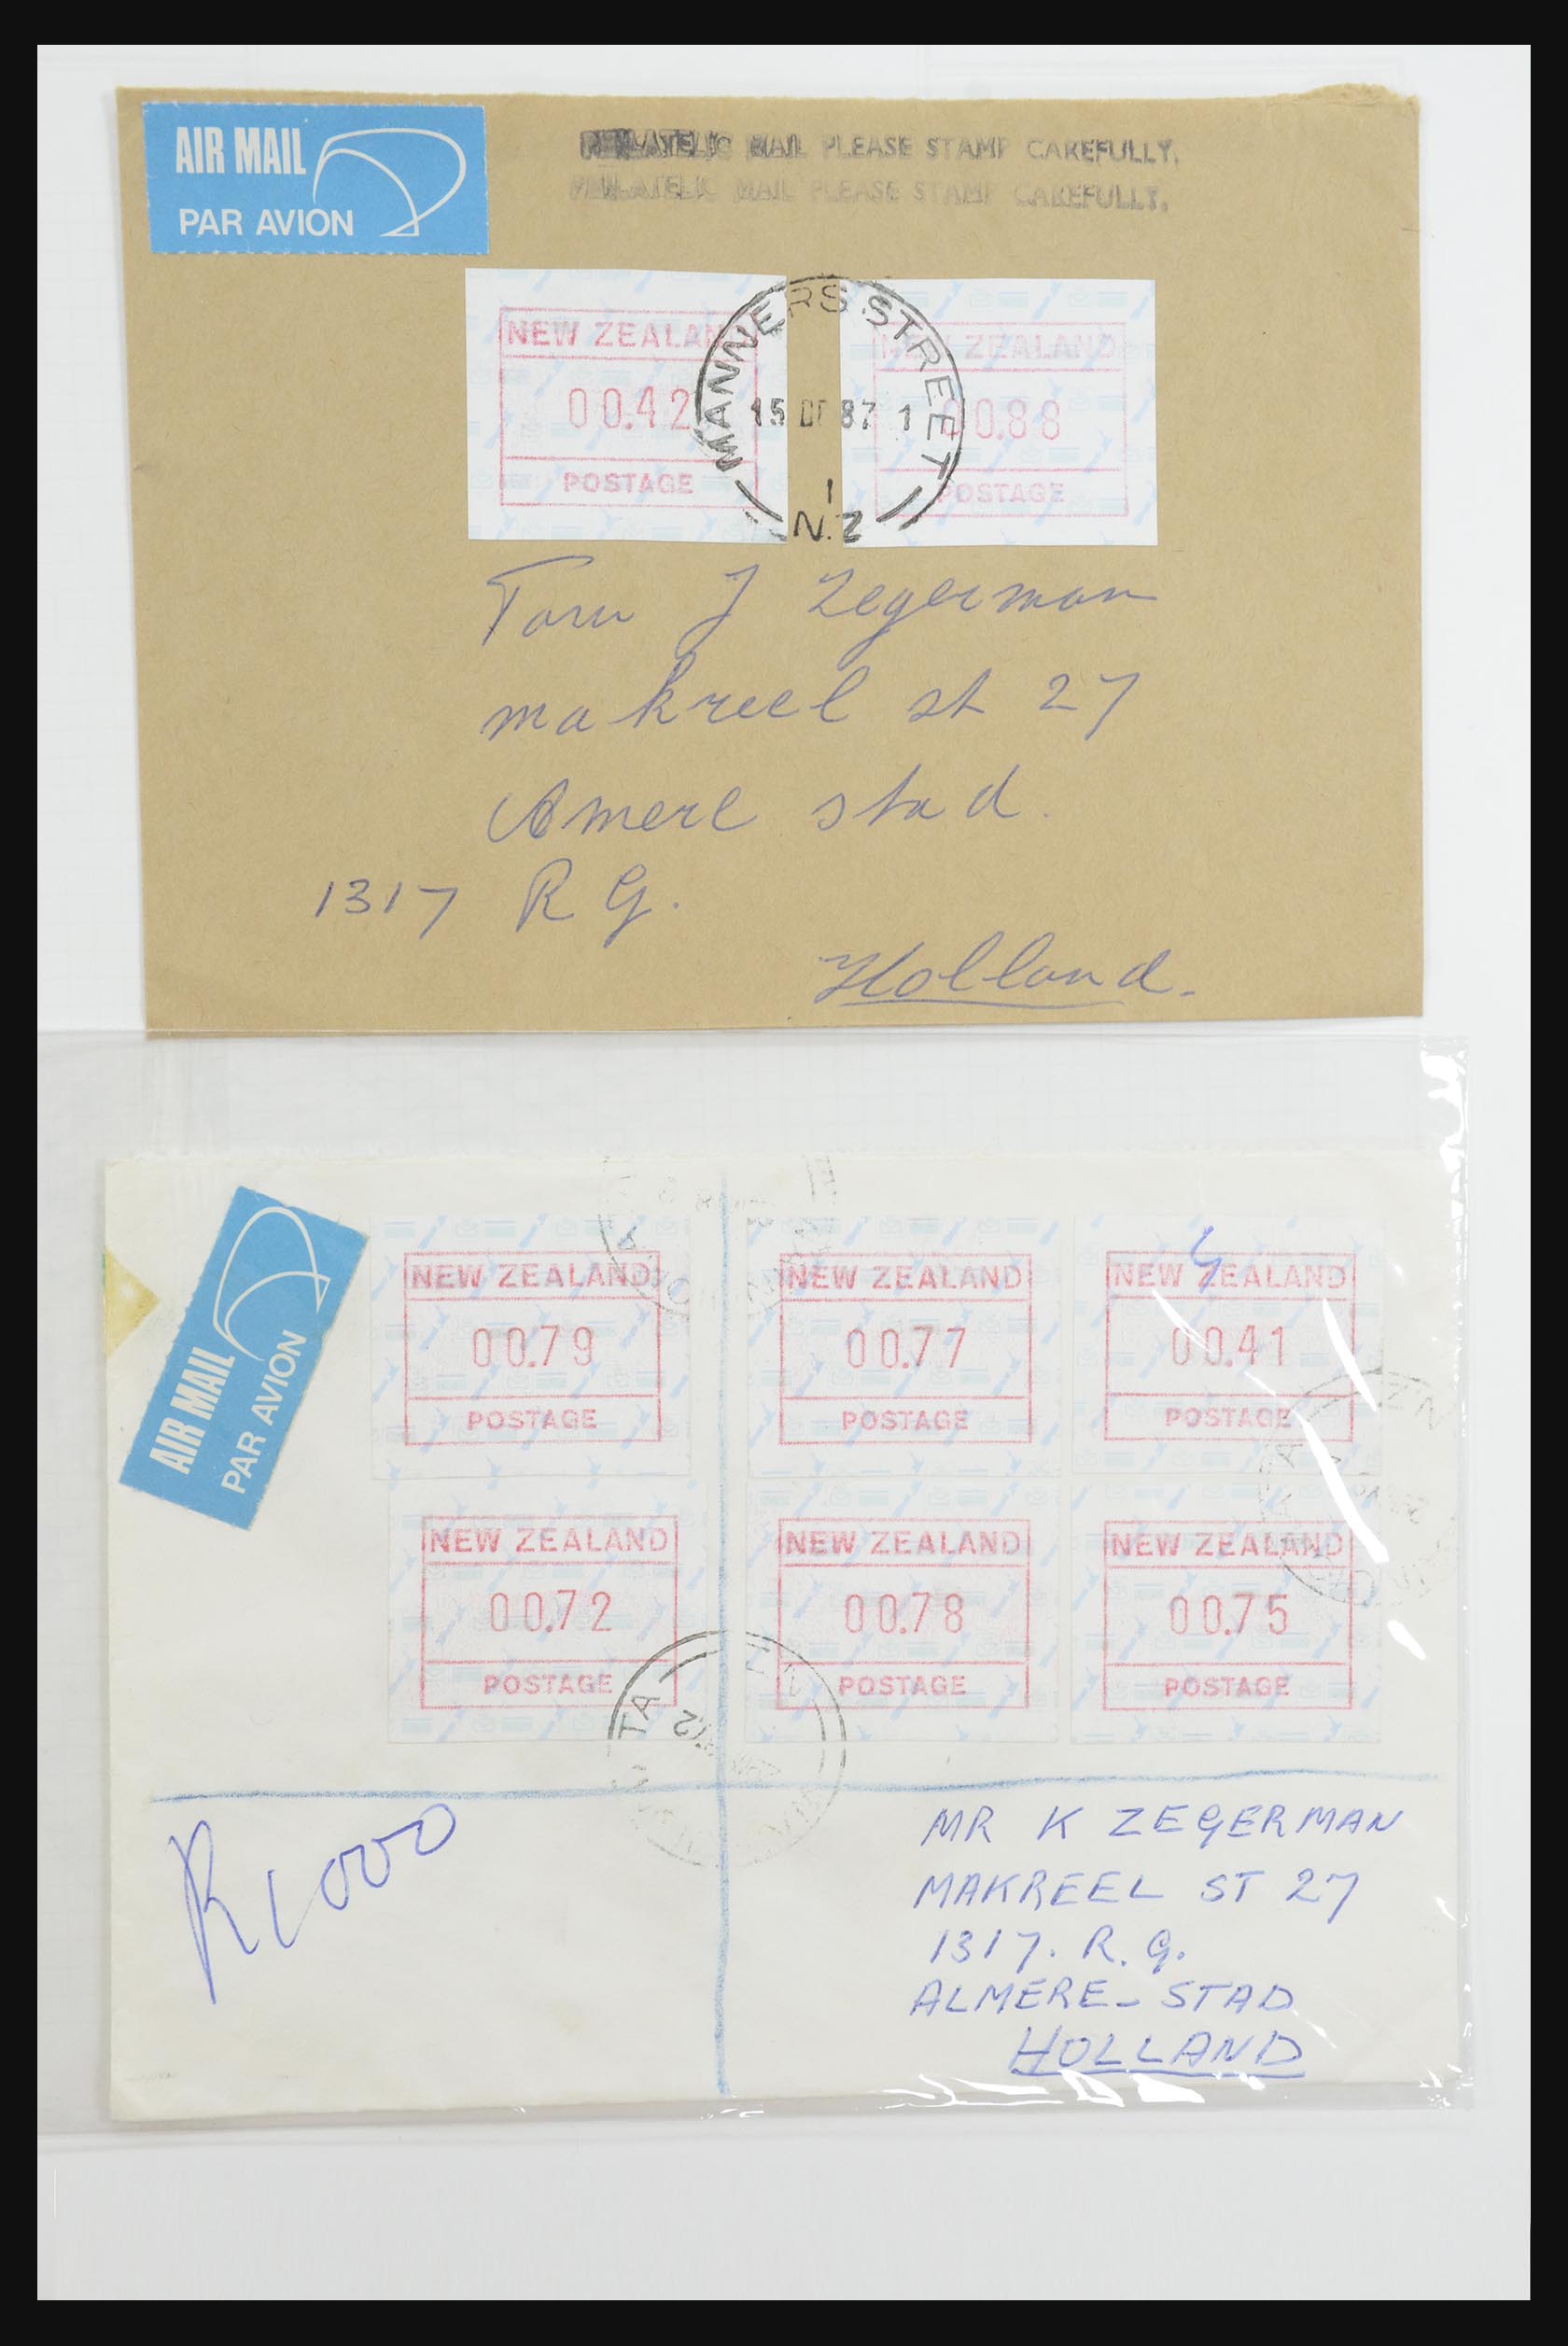 AIR MAIL
PAR AVION
PHILATELIC MAIL PLEASE STAMP CAREFULLY.
PHILATELIC MAIL PLEASE STAMP CAREFULLY.
MANNERS STREET
15 DE 87 1
1
N.Z
NEW ZEALAND
00.42
POSTAGE
NEW ZEALAND
00.88
POSTAGE
J Zegerman
makreel st 27
Amere stad.
1317 R G.
Holland.
AIR MAIL
PAR AVION
NEW ZEALAND
00.79
POSTAGE
NEW ZEALAND
00.77
POSTAGE
NEW ZEALAND
00.41
POSTAGE
NEW ZEALAND
00.72
POSTAGE
NEW ZEALAND
00.78
POSTAGE
NEW ZEALAND
00.75
POSTAGE
R1000
MR K ZEGERMAN
MAKREEL ST 27
1317. R. G.
ALMERE - STAD
HOLLAND